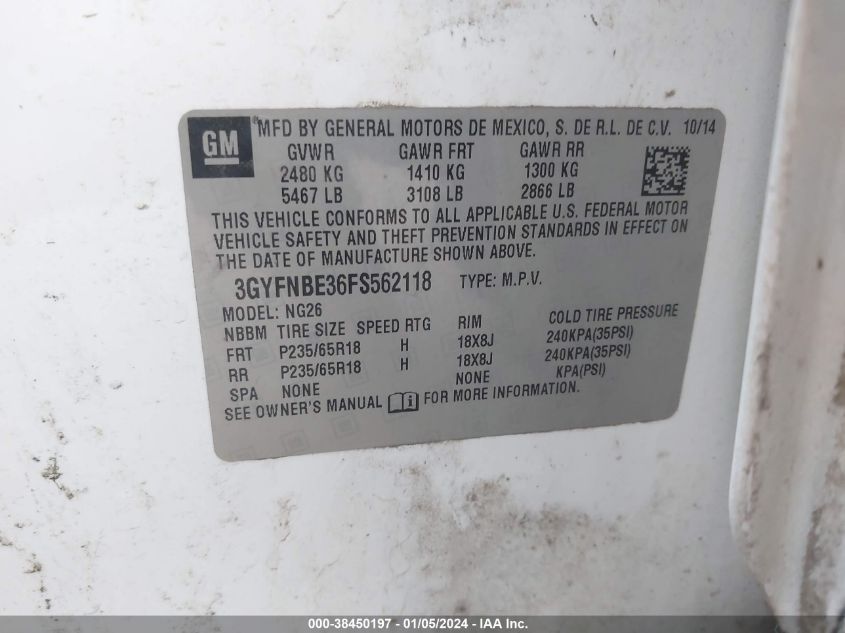 GM ® MFD BY GENERAL MOTORS DE MEXICO, S. DE R.L. DE C.V. 10/14
GVWR GAWR FRT GAWR RR
2480 KG 1410 KG 1300 KG
5467 LB 3108 LB 2866 LB
THIS VEHICLE CONFORMS TO ALL APPLICABLE U.S. FEDERAL MOTOR
VEHICLE SAFETY AND THEFT PREVENTION STANDARDS IN EFFECT ON
THE DATE OF MANUFACTURE SHOWN ABOVE.
3GYFNBE36FS562118 TYPE: M.P.V.
MODEL: NG26
NBBM TIRE SIZE SPEED RTG RIM COLD TIRE PRESSURE
FRT P235/65R18 H 18X8J 240KPA(35PSI)
RR P235/65R18 H 18X8J 240KPA(35PSI)
SPA NONE NONE KPA(PSI)
SEE OWNER'S MANUAL i FOR MORE INFORMATION.
000-38450197 - 01/05/2024 - IAA Inc.